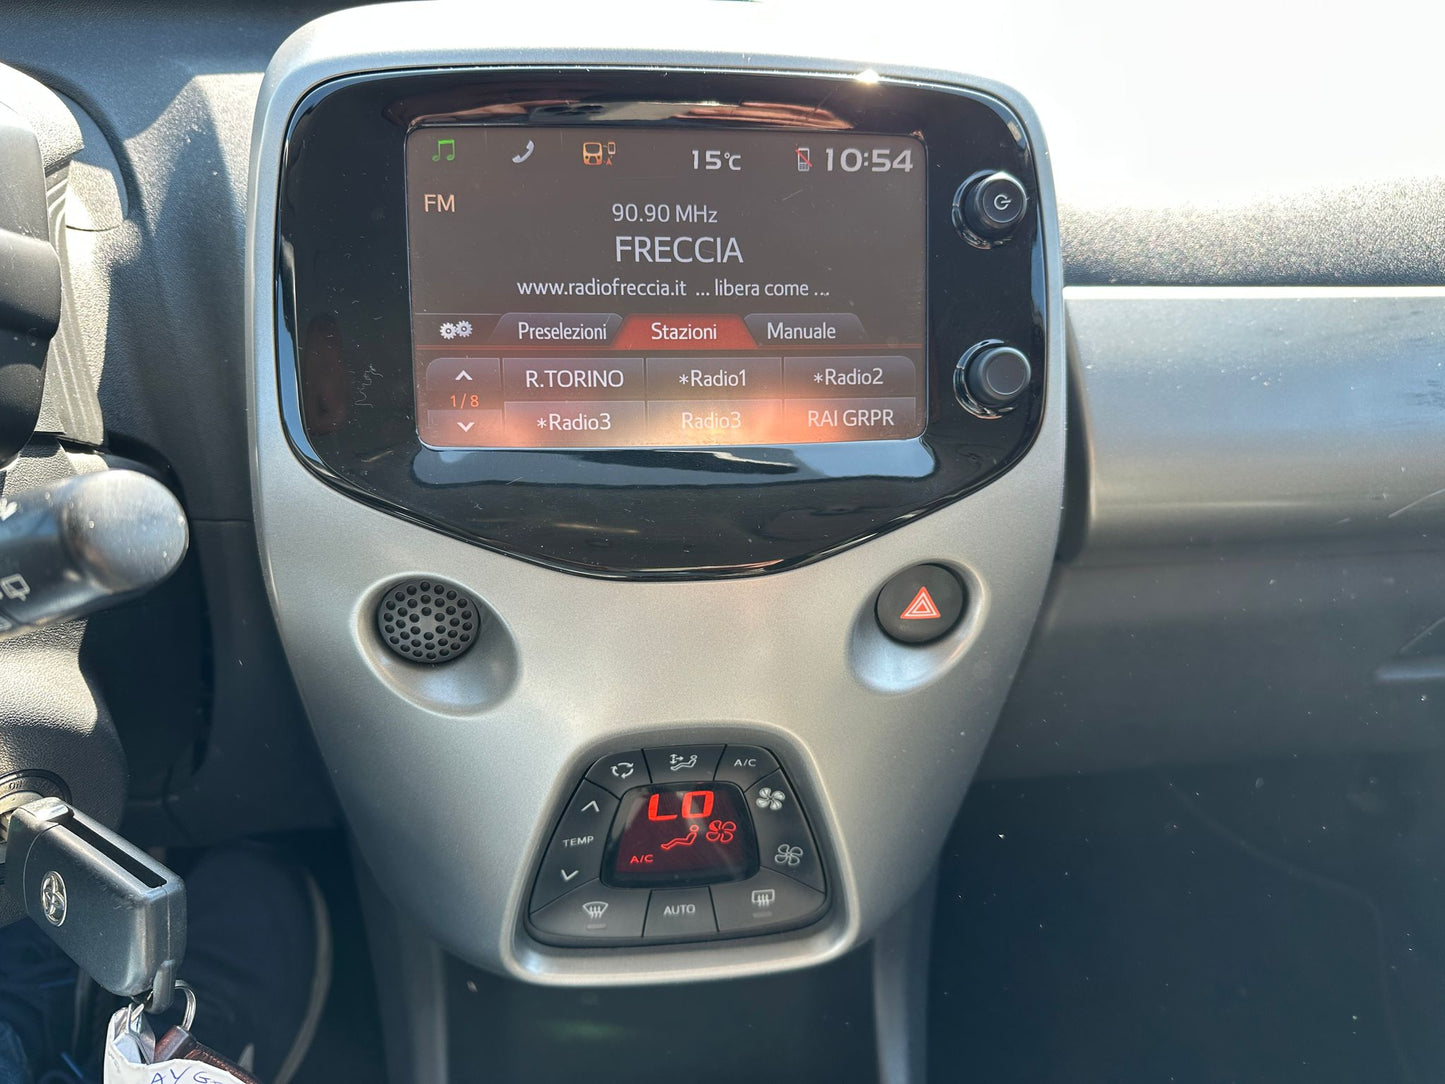 15°C
10:54
FM
90.90 MHz
FRECCIA
www.radiofreccia.it ... libera come ...
Preselezioni Stazioni Manuale
R.TORINO *Radio1 *Radio2
1/8
*Radio3 Radio3 RAI GRPR
A/C
LO
TEMP
A/C
AUTO